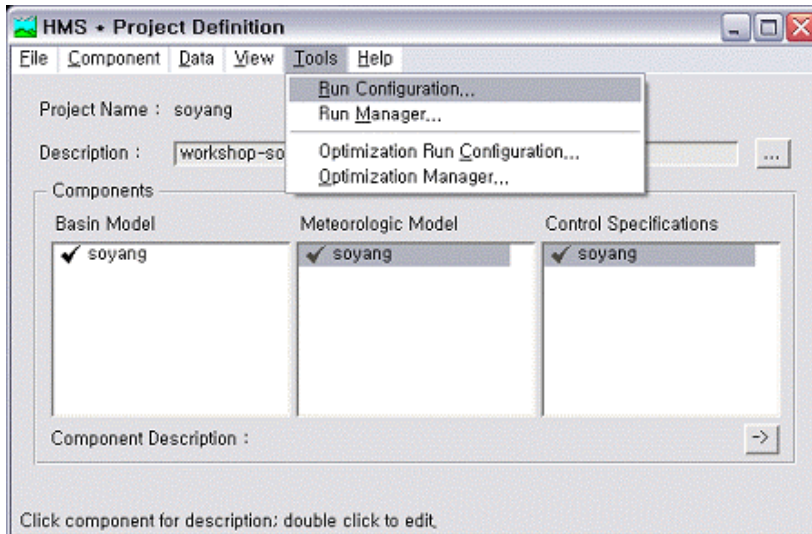 HMS * Project Definition
File Component Data View Tools Help
Run Configuration...
Run Manager...
Optimization Run Configuration...
Optimization Manager...
Project Name : soyang
Description : workshop-so ...
Components
Basin Model Meteorologic Model Control Specifications
soyang soyang soyang
Component Description : ->
Click component for description; double click to edit.